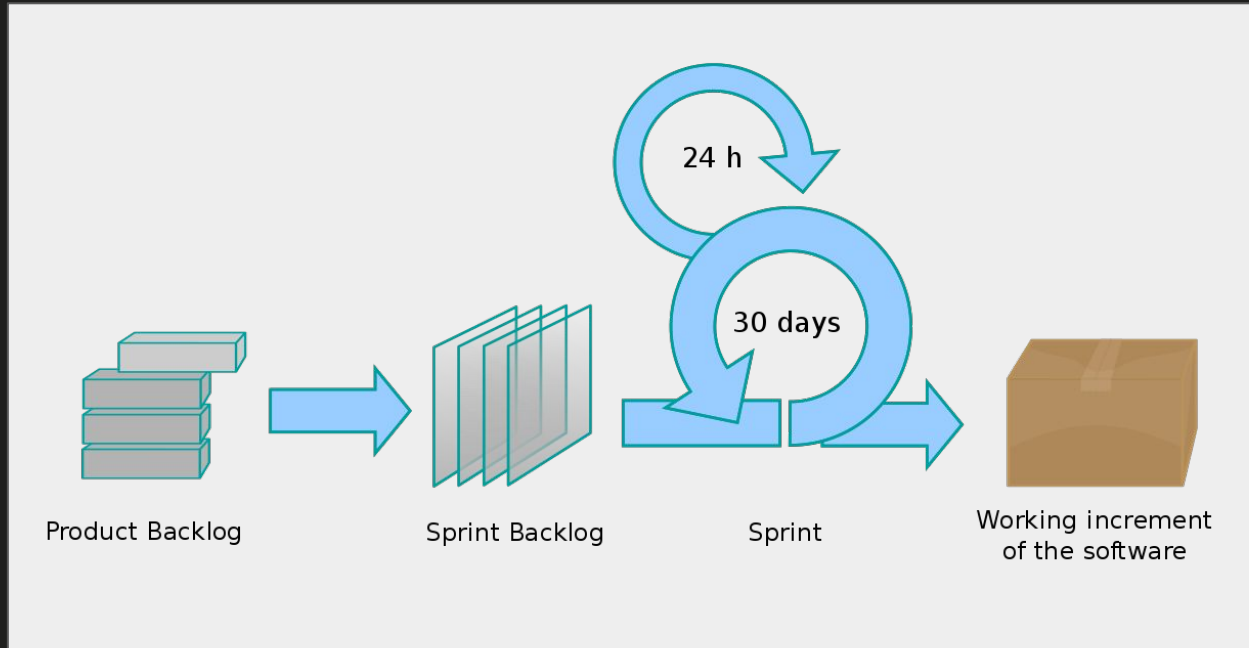 24 h
30 days
Product Backlog
Sprint Backlog
Sprint
Working increment
of the software